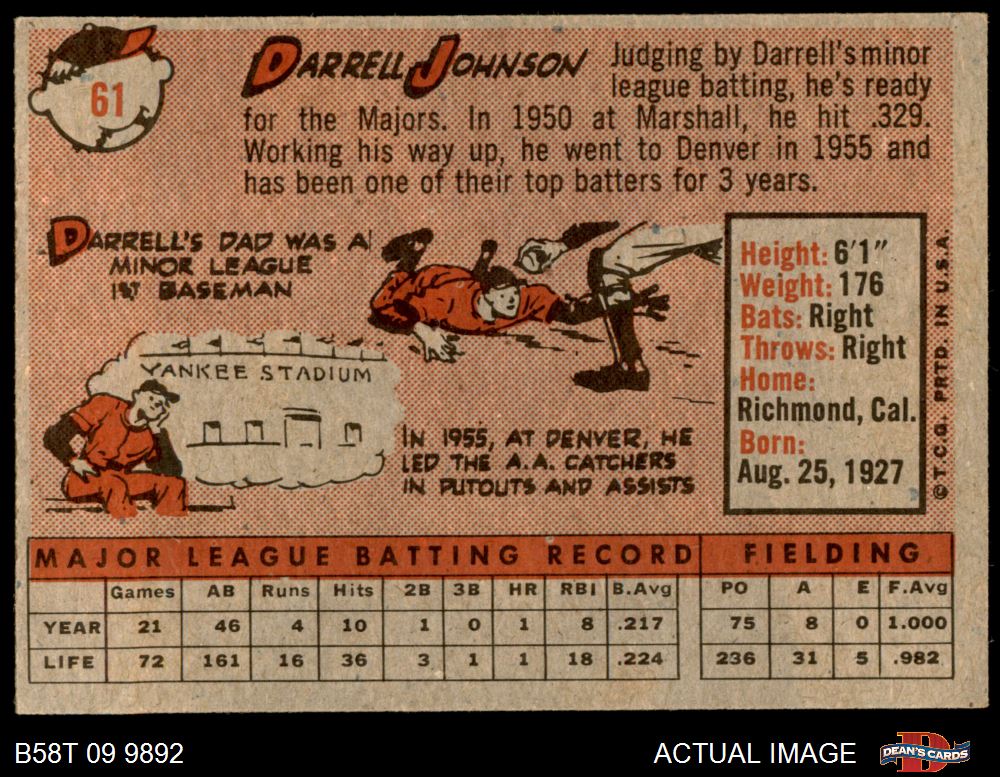 61
DARRELL JOHNSON
Judging by Darrell's minor
league batting, he's ready
for the Majors. In 1950 at Marshall, he hit .329.
Working his way up, he went to Denver in 1955 and
has been one of their top batters for 3 years.
DARRELL'S DAD WAS A
MINOR LEAGUE
1ST BASEMAN
YANKEE STADIUM
IN 1955, AT DENVER, HE
LED THE A.A. CATCHERS
IN PUTOUTS AND ASSISTS
Height: 6'1"
Weight: 176
Bats: Right
Throws: Right
Home:
Richmond, Cal.
Born:
Aug. 25, 1927
© T.C.G. PRTD. IN U.S.A.
MAJOR LEAGUE BATTING RECORD FIELDING
Games AB Runs Hits 2B 3B HR RBI B.Avg PO A E F.Avg
YEAR 21 46 4 10 1 0 1 8 .217 75 8 0 1.000
LIFE 72 161 16 36 3 1 1 18 .224 236 31 5 .982
B58T 09 9892 ACTUAL IMAGE DEAN'S CARDS